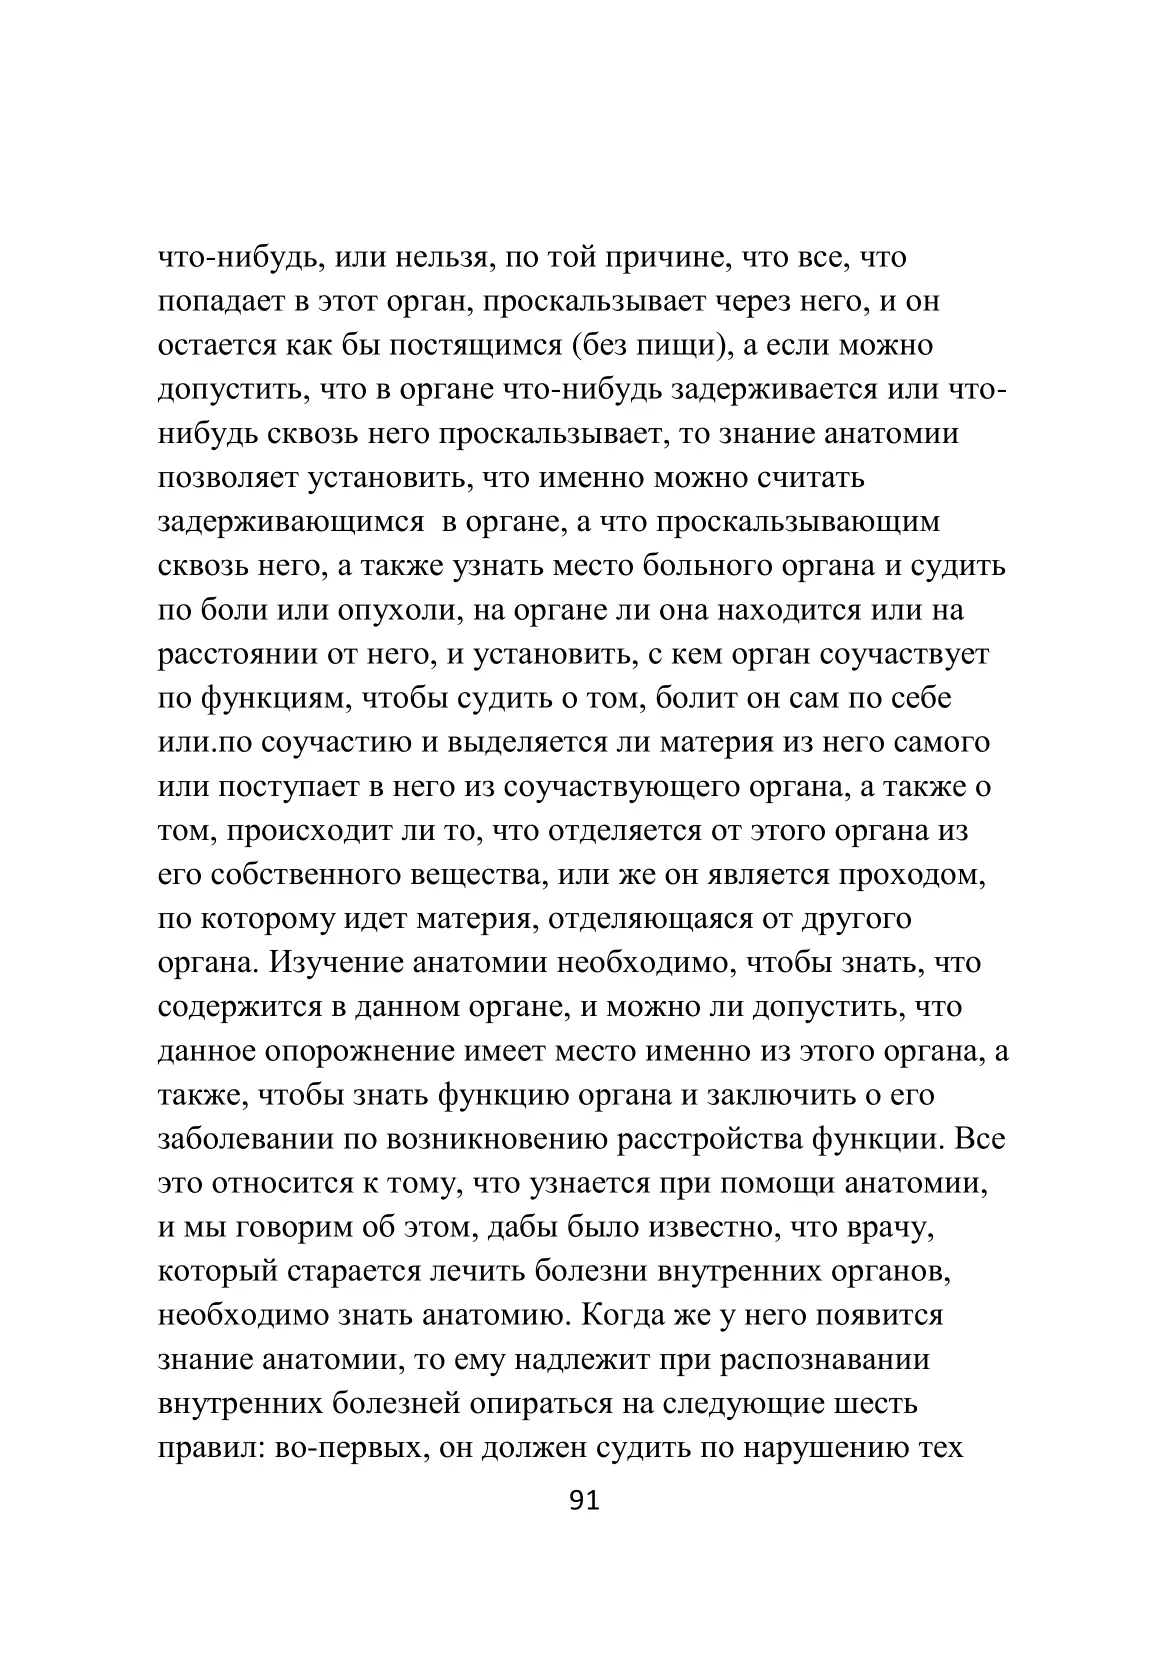 что-нибудь, или нельзя, по той причине, что все, что
попадает в этот орган, проскальзывает через него, и он
остается как бы постящимся (без пищи), а если можно
допустить, что в органе что-нибудь задерживается или что-
нибудь сквозь него проскальзывает, то знание анатомии
позволяет установить, что именно можно считать
задерживающимся  в органе, а что проскальзывающим
сквозь него, а также узнать место больного органа и судить
по боли или опухоли, на органе ли она находится или на
расстоянии от него, и установить, с кем орган соучаствует
по функциям, чтобы судить о том, болит он сам по себе
или.по соучастию и выделяется ли материя из него самого
или поступает в него из соучаствующего органа, а также о
том, происходит ли то, что отделяется от этого органа из
его собственного вещества, или же он является проходом,
по которому идет материя, отделяющаяся от другого
органа. Изучение анатомии необходимо, чтобы знать, что
содержится в данном органе, и можно ли допустить, что
данное опорожнение имеет место именно из этого органа, а
также, чтобы знать функцию органа и заключить о его
заболевании по возникновению расстройства функции. Все
это относится к тому, что узнается при помощи анатомии,
и мы говорим об этом, дабы было известно, что врачу,
который старается лечить болезни внутренних органов,
необходимо знать анатомию. Когда же у него появится
знание анатомии, то ему надлежит при распознавании
внутренних болезней опираться на следующие шесть
правил: во-первых, он должен судить по нарушению тех
91